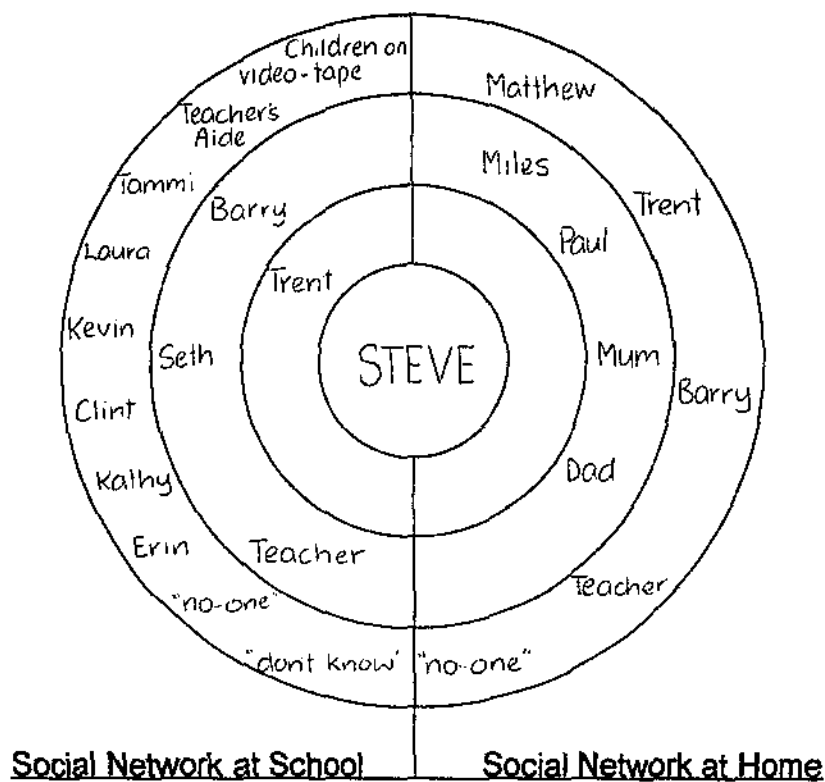 Children on
video-tape
Matthew
Teacher's
Aide
Miles
Tammi
Barry
Trent
Laura
Paul
Trent
Kevin
Seth
STEVE
Mum
Barry
Clint
Kathy
Dad
Erin
Teacher
Teacher
"no-one"
"dont know' "no-one"
Social Network at School
Social Network at Home